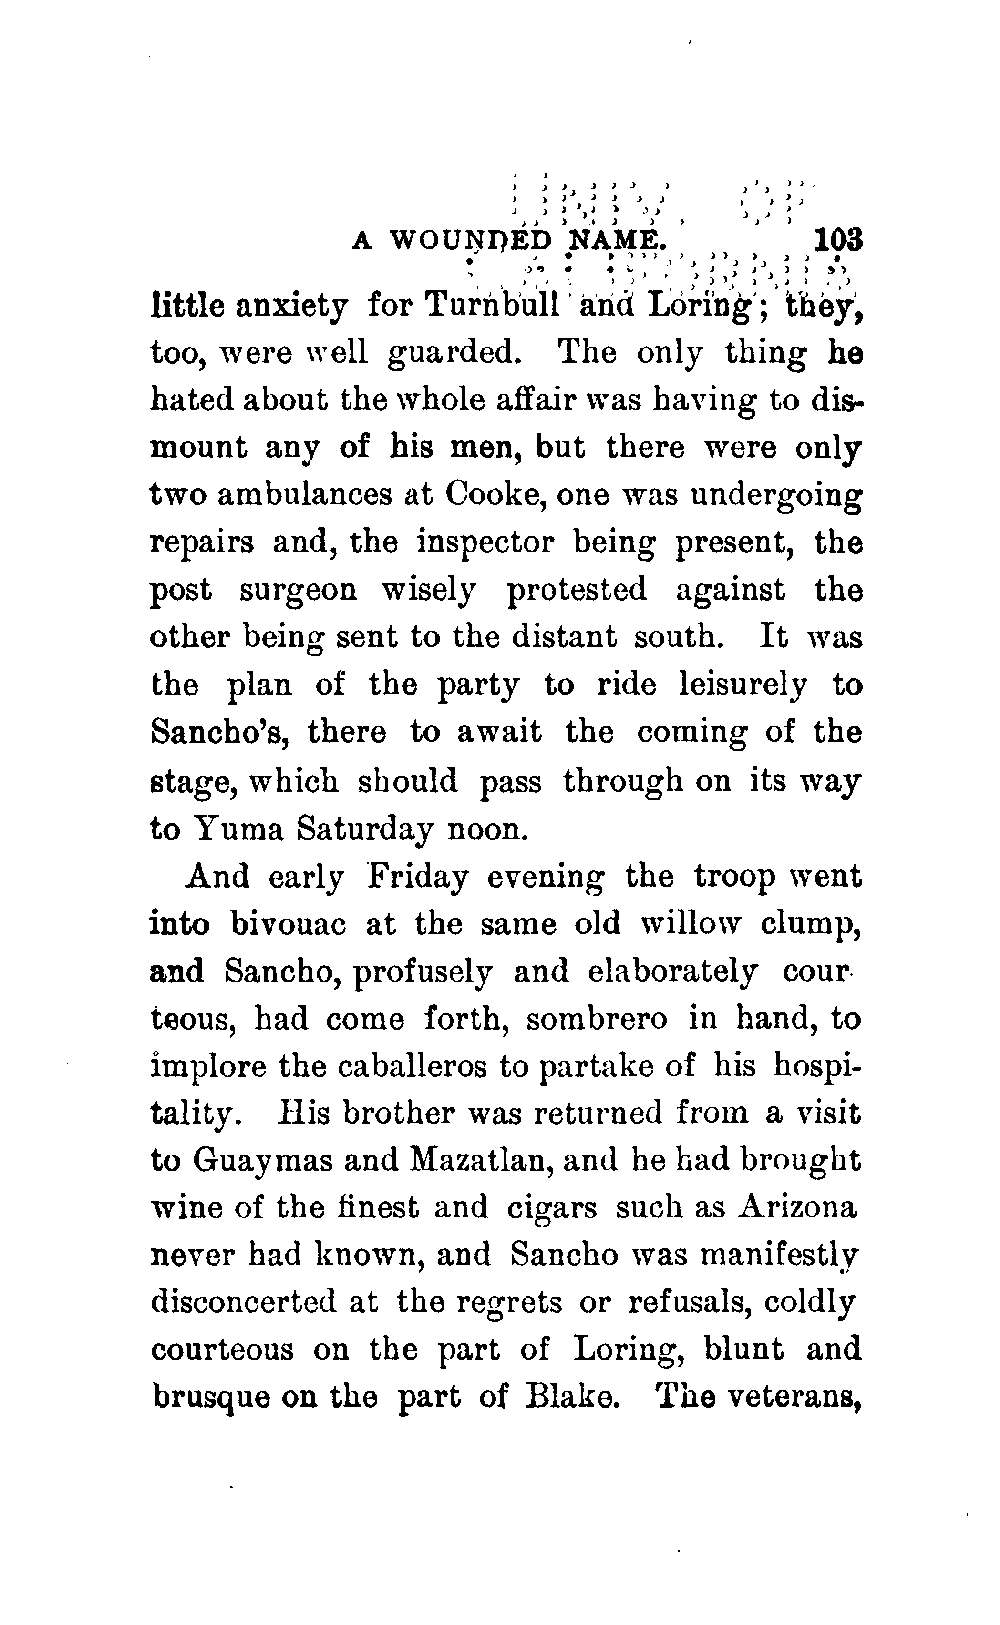 UNIV. OF
CALIFORNIA
A WOUNDED NAME. 103
little anxiety for Turnbull and Loring; they,
too, were well guarded. The only thing he
hated about the whole affair was having to dis-
mount any of his men, but there were only
two ambulances at Cooke, one was undergoing
repairs and, the inspector being present, the
post surgeon wisely protested against the
other being sent to the distant south. It was
the plan of the party to ride leisurely to
Sancho's, there to await the coming of the
stage, which should pass through on its way
to Yuma Saturday noon.
And early Friday evening the troop went
into bivouac at the same old willow clump,
and Sancho, profusely and elaborately cour-
teous, had come forth, sombrero in hand, to
implore the caballeros to partake of his hospi-
tality. His brother was returned from a visit
to Guaymas and Mazatlan, and he had brought
wine of the finest and cigars such as Arizona
never had known, and Sancho was manifestly
disconcerted at the regrets or refusals, coldly
courteous on the part of Loring, blunt and
brusque on the part of Blake. The veterans,